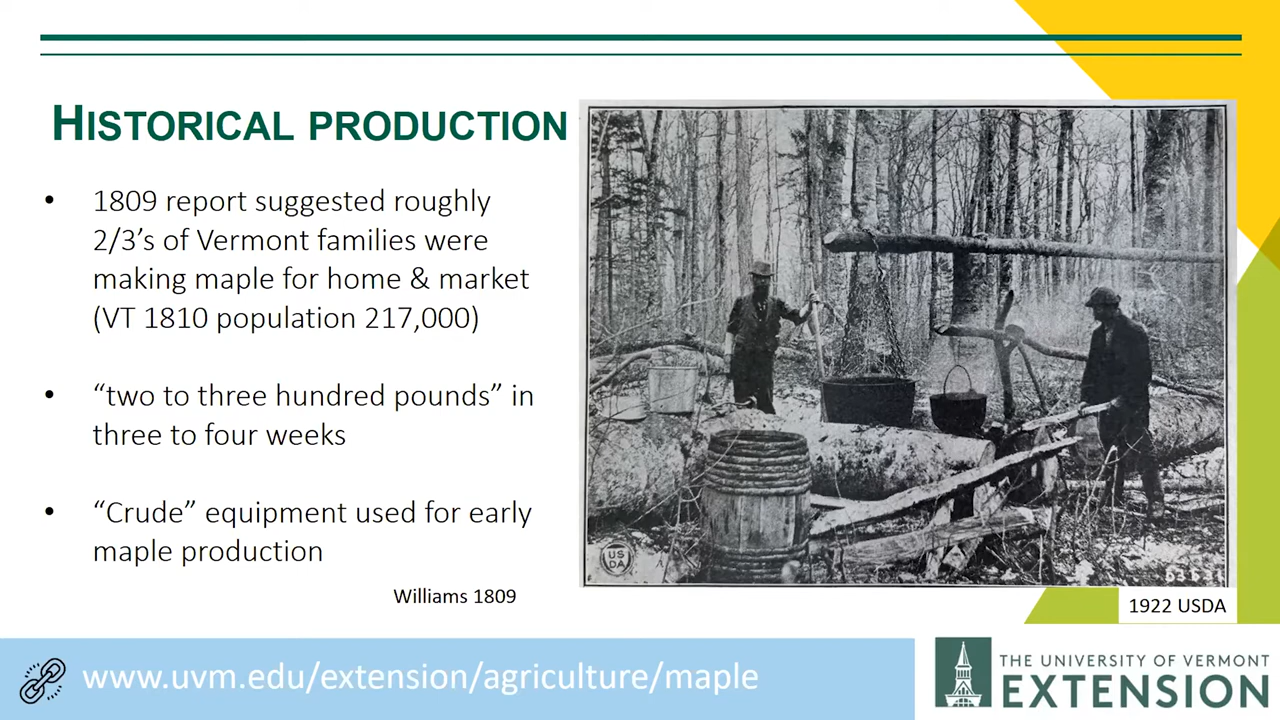 HISTORICAL PRODUCTION
• 1809 report suggested roughly
2/3’s of Vermont families were
making maple for home & market
(VT 1810 population 217,000)
• “two to three hundred pounds” in
three to four weeks
• “Crude” equipment used for early
maple production
Williams 1809
US
DA
1922 USDA
www.uvm.edu/extension/agriculture/maple
THE UNIVERSITY OF VERMONT
EXTENSION